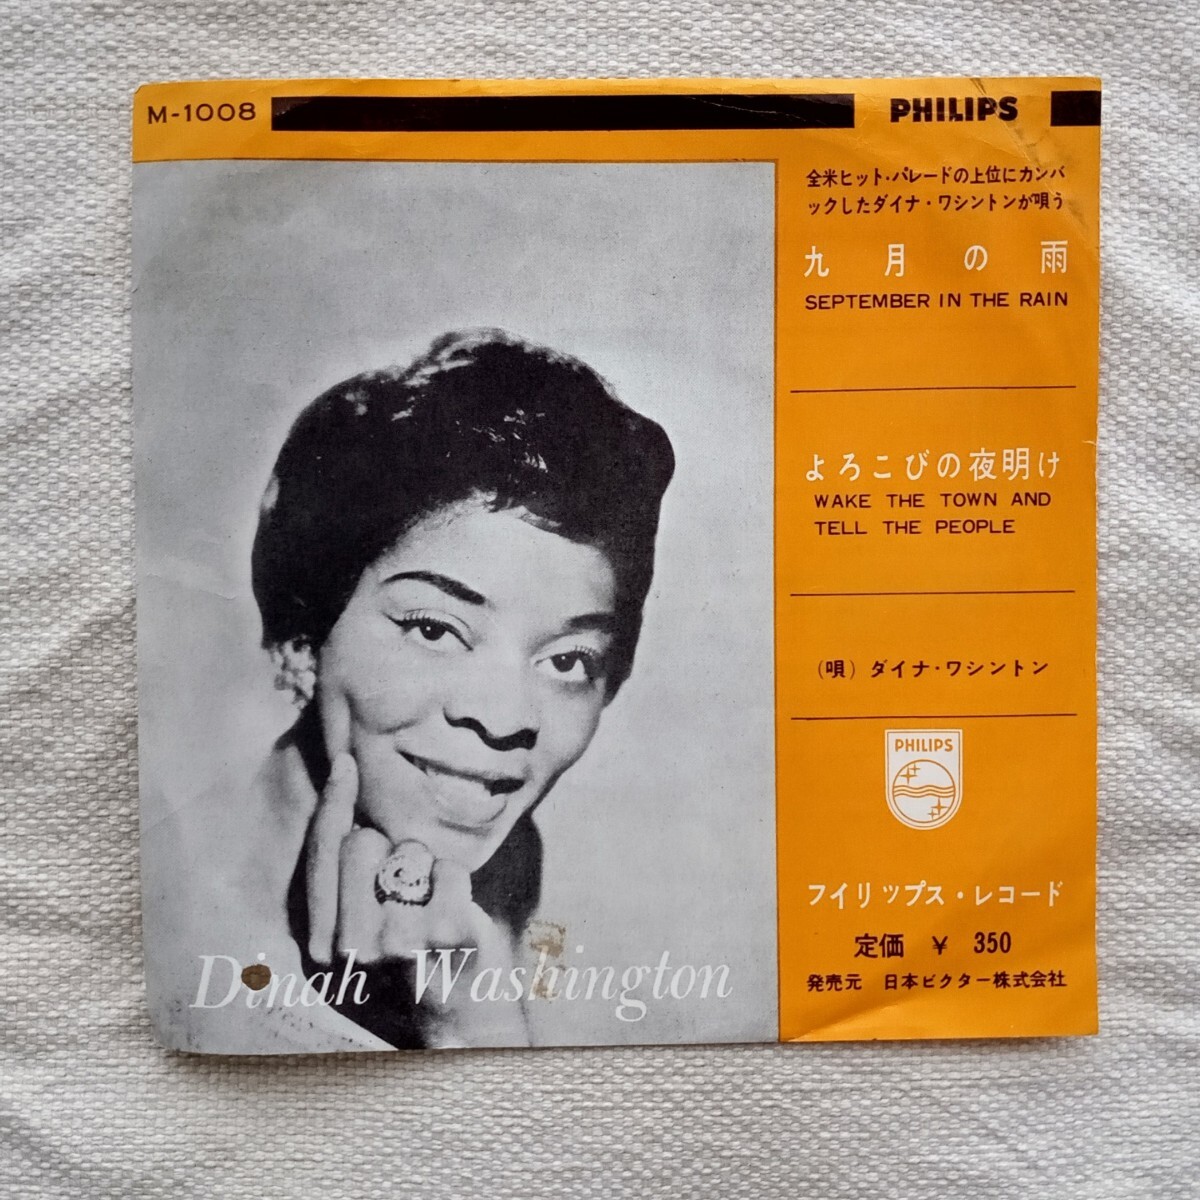 M-1008
PHILIPS
全米ヒット・パレードの上位にカンバ
ックしたダイナ・ワシントンが唄う
九月の雨
SEPTEMBER IN THE RAIN
よろこびの夜明け
WAKE THE TOWN AND
TELL THE PEOPLE
(唄) ダイナ・ワシントン
PHILIPS
フイリップス・レコード
定価 ¥ 350
発売元 日本ビクター株式会社
Dinah Washington